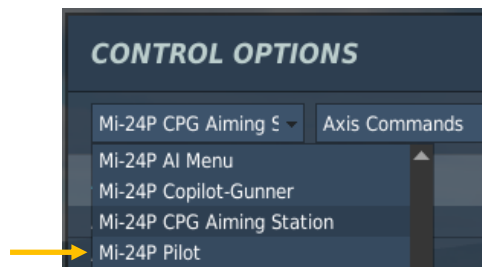 CONTROL OPTIONS
Mi-24P CPG Aiming S Axis Commands
Mi-24P AI Menu
Mi-24P Copilot-Gunner
Mi-24P CPG Aiming Station
Mi-24P Pilot